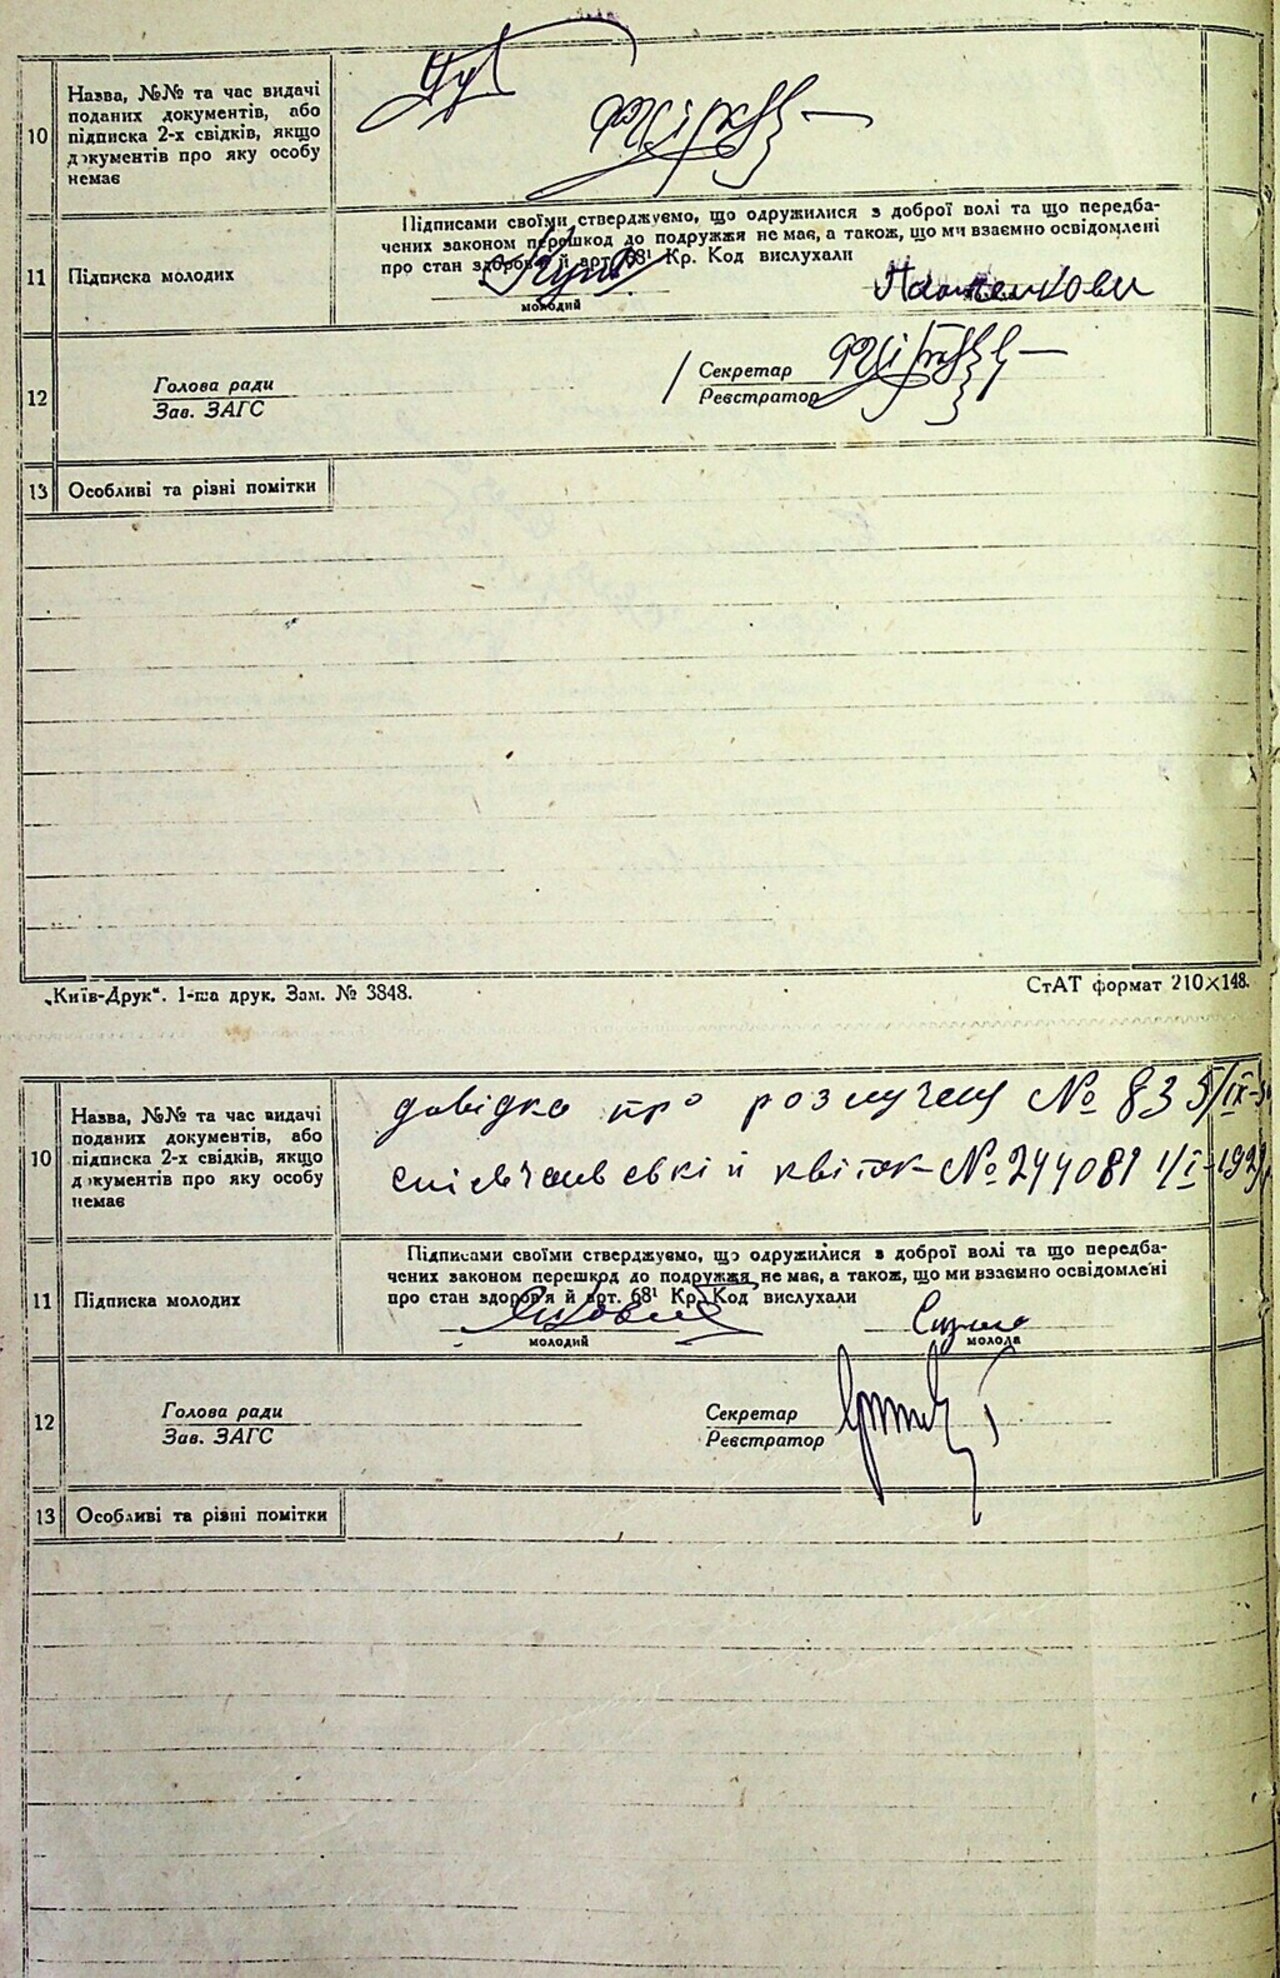 10
Назва, №№ та час видачі
поданих документів, або
підписка 2-х свідків, якщо
документів про яку особу
немає
11
Підписка молодих
Підписами своїми стверджуємо, що одружилися з доброї волі та що передба-
чених законом перешкод до подружжя не має, а також, що ми взаємно освідомлені
про стан здоров'я й арт. 68¹ Кр. Код вислухали
молодий
12
Голова ради
Зав. ЗАГС
Секретар
Реєстратор
13
Особливі та різні помітки
„Київ-Друк“. 1-ша друк. Зам. № 3848.
СтАТ формат 210×148.
10
Назва, №№ та час видачі
поданих документів, або
підписка 2-х свідків, якщо
документів про яку особу
немає
довідка про розлучення № 83 5/IX-3
квіток № 244081 1/I-192
11
Підписка молодих
Підписами своїми стверджуємо, що одружилися з доброї волі та що передба-
чених законом перешкод до подружжя не має, а також, що ми взаємно освідомлені
про стан здоров'я й арт. 68¹ Кр. Код вислухали
молодий
молода
12
Голова ради
Зав. ЗАГС
Секретар
Реєстратор
13
Особливі та різні помітки